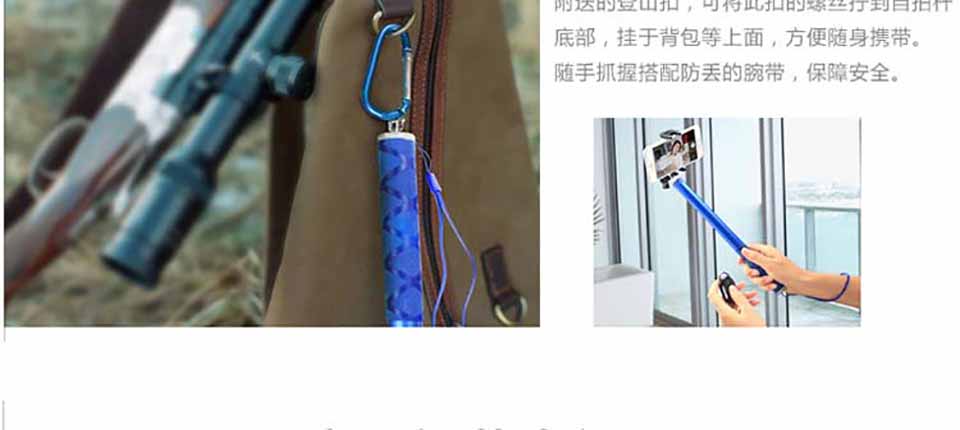 附送的登山扣，可将此扣的螺丝拧到自拍杆
底部，挂于背包等上面，方便随身携带。
随手抓握搭配防丢的腕带，保障安全。